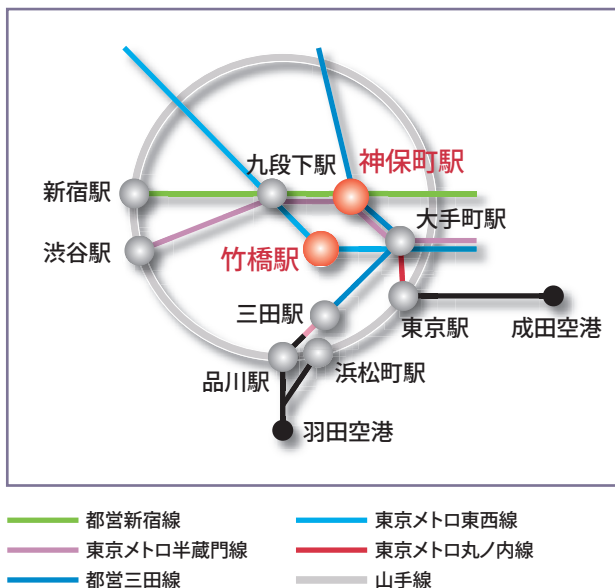 九段下駅
神保町駅
新宿駅
大手町駅
渋谷駅
竹橋駅
三田駅
東京駅
成田空港
品川駅
浜松町駅
羽田空港
都営新宿線
東京メトロ東西線
東京メトロ半蔵門線
東京メトロ丸ノ内線
都営三田線
山手線